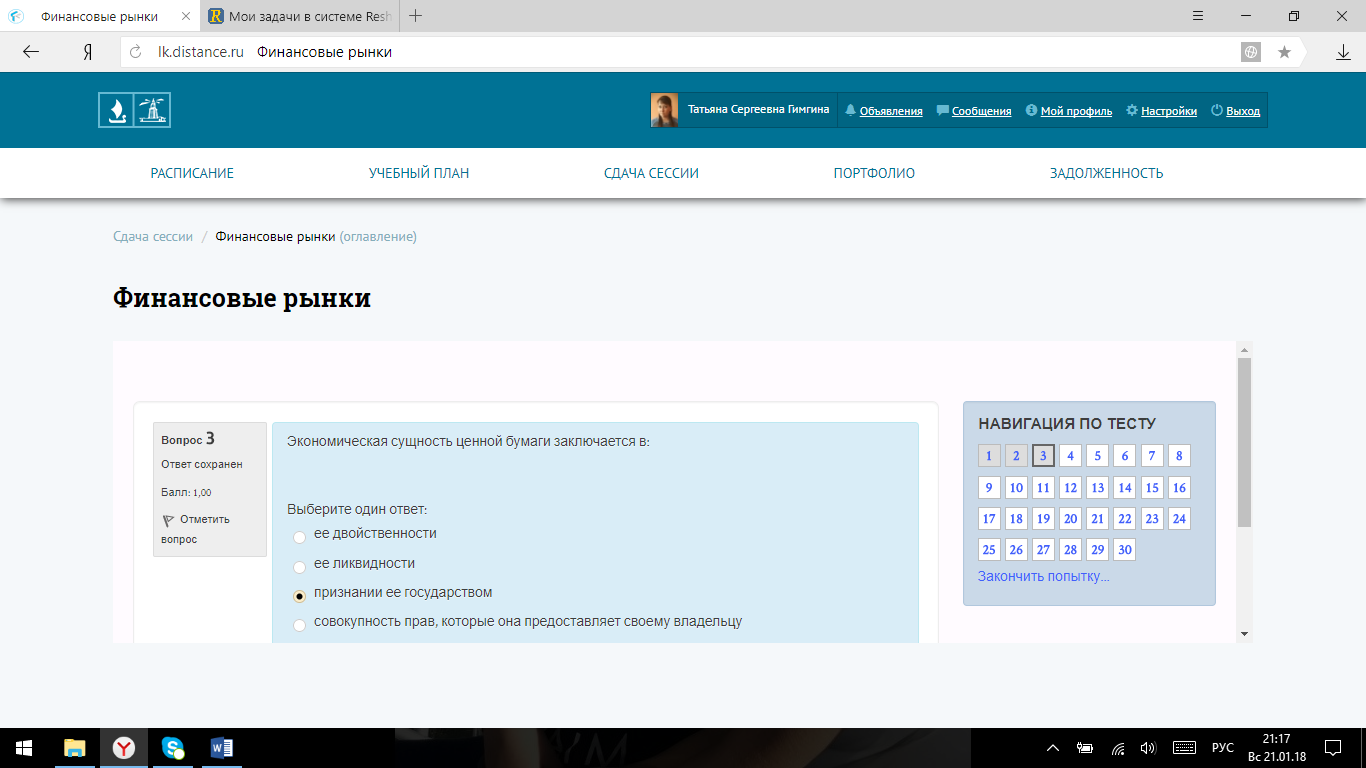 Финансовые рынки
Мои задачи в системе Resh
Я
lk.distance.ru Финансовые рынки
Татьяна Сергеевна Гимгина Объявления Сообщения Мой профиль Настройки Выход
РАСПИСАНИЕ УЧЕБНЫЙ ПЛАН СДАЧА СЕССИИ ПОРТФОЛИО ЗАДОЛЖЕННОСТЬ
Сдача сессии / Финансовые рынки (оглавление)
Финансовые рынки
Вопрос 3
Ответ сохранен
Балл: 1,00
Отметить
вопрос
Экономическая сущность ценной бумаги заключается в:
Выберите один ответ:
ее двойственности
ее ликвидности
признании ее государством
совокупность прав, которые она предоставляет своему владельцу
НАВИГАЦИЯ ПО ТЕСТУ
1 2 3 4 5 6 7 8
9 10 11 12 13 14 15 16
17 18 19 20 21 22 23 24
25 26 27 28 29 30
Закончить попытку...
РУС
21:17
Вс 21.01.18